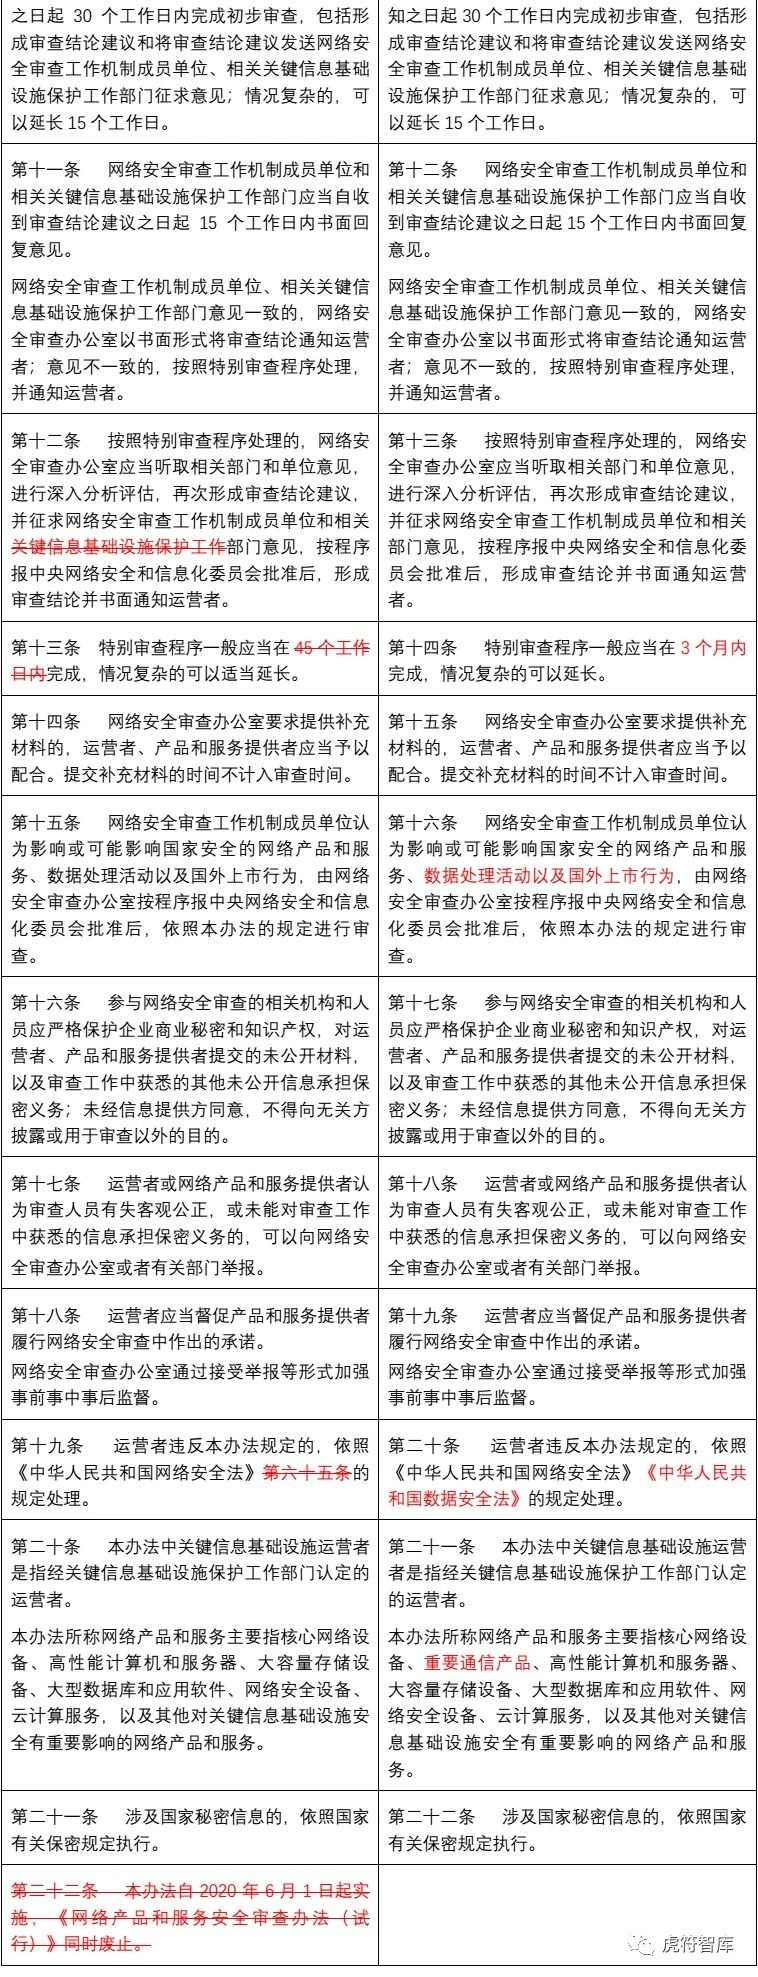 之日起 30 个工作日内完成初步审查，包括形
成审查结论建议和将审查结论建议发送网络安
全审查工作机制成员单位、相关关键信息基础
设施保护工作部门征求意见；情况复杂的，可
以延长 15 个工作日。
知之日起 30 个工作日内完成初步审查，包括形
成审查结论建议和将审查结论建议发送网络安
全审查工作机制成员单位、相关关键信息基础
设施保护工作部门征求意见；情况复杂的，可
以延长 15 个工作日。
第十一条 网络安全审查工作机制成员单位和
相关关键信息基础设施保护工作部门应当自收
到审查结论建议之日起 15 个工作日内书面回
复意见。
网络安全审查工作机制成员单位、相关关键信
息基础设施保护工作部门意见一致的，网络安
全审查办公室以书面形式将审查结论通知运营
者；意见不一致的，按照特别审查程序处理，
并通知运营者。
第十二条 网络安全审查工作机制成员单位和
相关关键信息基础设施保护工作部门应当自收
到审查结论建议之日起 15 个工作日内书面回复
意见。
网络安全审查工作机制成员单位、相关关键信
息基础设施保护工作部门意见一致的，网络安
全审查办公室以书面形式将审查结论通知运营
者；意见不一致的，按照特别审查程序处理，
并通知运营者。
第十二条 按照特别审查程序处理的，网络安
全审查办公室应当听取相关部门和单位意见，
进行深入分析评估，再次形成审查结论建议，
并征求网络安全审查工作机制成员单位和相关
关键信息基础设施保护工作部门意见，按程序
报中央网络安全和信息化委员会批准后，形成
审查结论并书面通知运营者。
第十三条 按照特别审查程序处理的，网络安
全审查办公室应当听取相关部门和单位意见，
进行深入分析评估，再次形成审查结论建议，
并征求网络安全审查工作机制成员单位和相关
部门意见，按程序报中央网络安全和信息化委
员会批准后，形成审查结论并书面通知运营
者。
第十三条 特别审查程序一般应当在 45 个工作
日内完成，情况复杂的可以适当延长。
第十四条 特别审查程序一般应当在 3 个月内
完成，情况复杂的可以延长。
第十四条 网络安全审查办公室要求提供补充
材料的，运营者、产品和服务提供者应当予以
配合。提交补充材料的时间不计入审查时间。
第十五条 网络安全审查办公室要求提供补充
材料的，运营者、产品和服务提供者应当予以
配合。提交补充材料的时间不计入审查时间。
第十五条 网络安全审查工作机制成员单位认
为影响或可能影响国家安全的网络产品和服
务、数据处理活动以及国外上市行为，由网络
安全审查办公室按程序报中央网络安全和信息
化委员会批准后，依照本办法的规定进行审
查。
第十六条 网络安全审查工作机制成员单位认
为影响或可能影响国家安全的网络产品和服
务、数据处理活动以及国外上市行为，由网络
安全审查办公室按程序报中央网络安全和信息
化委员会批准后，依照本办法的规定进行审
查。
第十六条 参与网络安全审查的相关机构和人
员应严格保护企业商业秘密和知识产权，对运
营者、产品和服务提供者提交的未公开材料，
以及审查工作中获悉的其他未公开信息承担保
密义务；未经信息提供方同意，不得向无关方
披露或用于审查以外的目的。
第十七条 参与网络安全审查的相关机构和人
员应严格保护企业商业秘密和知识产权，对运
营者、产品和服务提供者提交的未公开材料，
以及审查工作中获悉的其他未公开信息承担保
密义务；未经信息提供方同意，不得向无关方
披露或用于审查以外的目的。
第十七条 运营者或网络产品和服务提供者认
为审查人员有失客观公正，或未能对审查工作
中获悉的信息承担保密义务的，可以向网络安
全审查办公室或者有关部门举报。
第十八条 运营者或网络产品和服务提供者认
为审查人员有失客观公正，或未能对审查工作
中获悉的信息承担保密义务的，可以向网络安
全审查办公室或者有关部门举报。
第十八条 运营者应当督促产品和服务提供者
履行网络安全审查中作出的承诺。
网络安全审查办公室通过接受举报等形式加强
事前事中事后监督。
第十九条 运营者应当督促产品和服务提供者
履行网络安全审查中作出的承诺。
网络安全审查办公室通过接受举报等形式加强
事前事中事后监督。
第十九条 运营者违反本办法规定的，依照
《中华人民共和国网络安全法》第六十五条的
规定处理。
第二十条 运营者违反本办法规定的，依照
《中华人民共和国网络安全法》《中华人民共
和国数据安全法》的规定处理。
第二十条 本办法中关键信息基础设施运营者
是指经关键信息基础设施保护工作部门认定的
运营者。
本办法所称网络产品和服务主要指核心网络设
备、高性能计算机和服务器、大容量存储设
备、大型数据库和应用软件、网络安全设备、
云计算服务，以及其他对关键信息基础设施安
全有重要影响的网络产品和服务。
第二十一条 本办法中关键信息基础设施运营
者是指经关键信息基础设施保护工作部门认定
的运营者。
本办法所称网络产品和服务主要指核心网络设
备、重要通信产品、高性能计算机和服务器、
大容量存储设备、大型数据库和应用软件、网
络安全设备、云计算服务，以及其他对关键信
息基础设施安全有重要影响的网络产品和服
务。
第二十一条 涉及国家秘密信息的，依照国家
有关保密规定执行。
第二十二条 涉及国家秘密信息的，依照国家
有关保密规定执行。
第二十二条 本办法自 2020 年 6 月 1 日起实
施，《网络产品和服务安全审查办法（试
行）》同时废止。
虎符智库